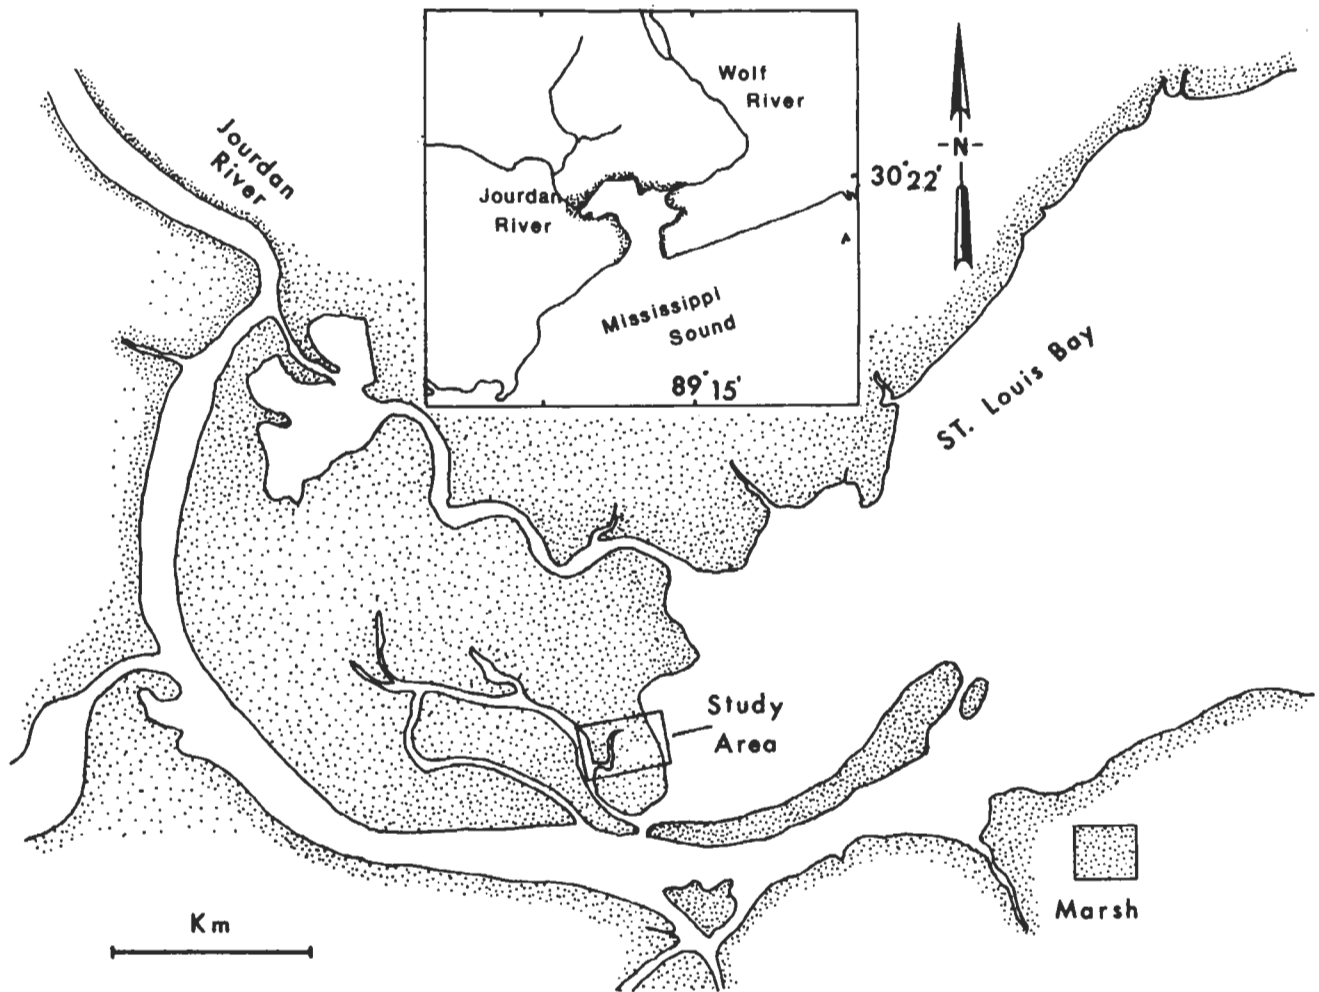 Jourdan
River
Wolf
River
Jourdan
River
Mississippi
Sound
89°15'
-N-
30°22'
ST. Louis Bay
Study
Area
Marsh
Km